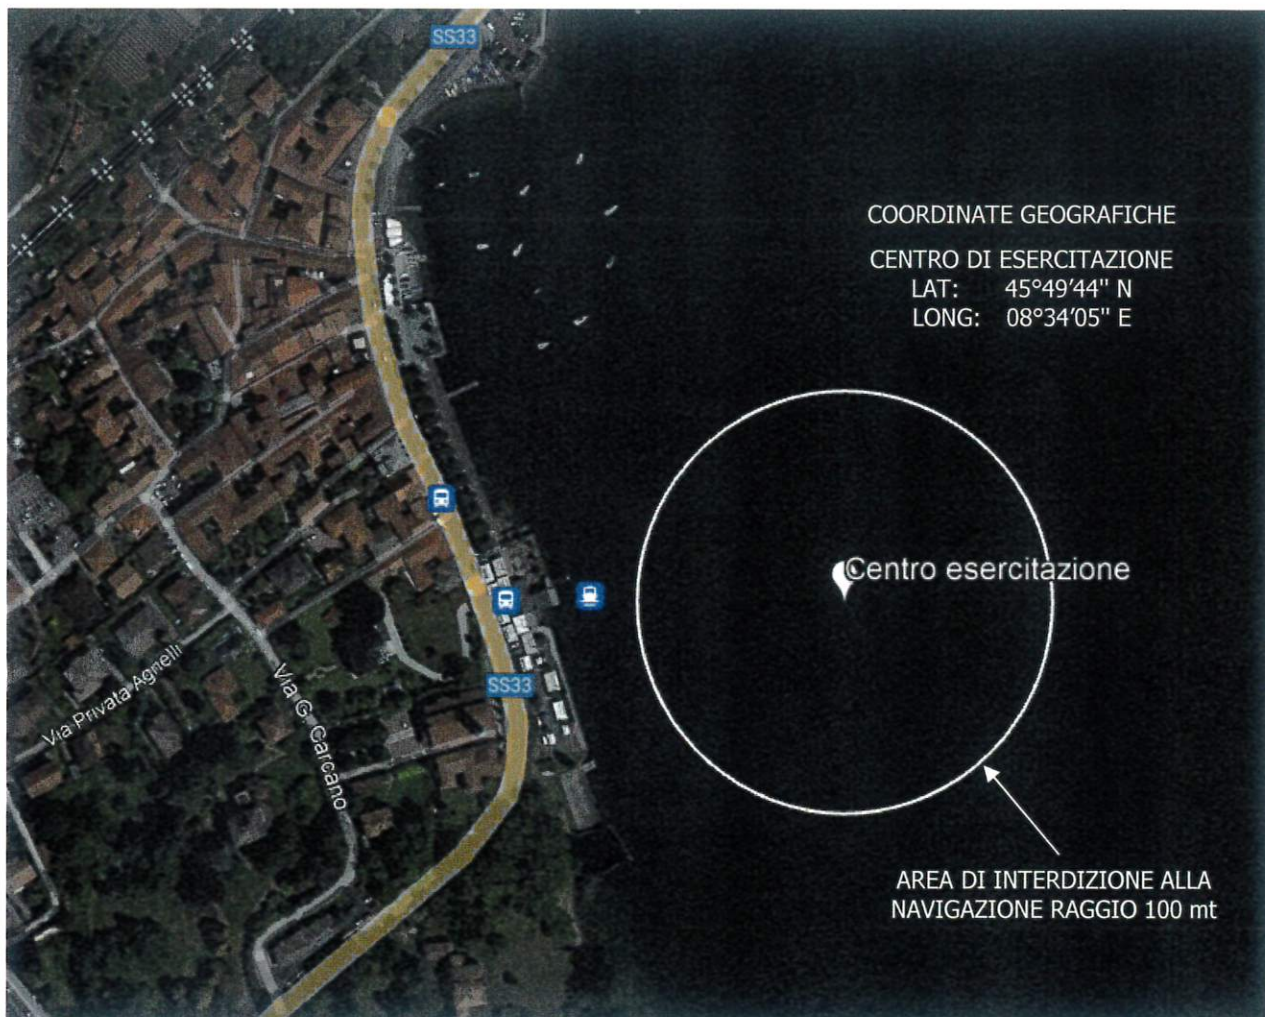 SS33
COORDINATE GEOGRAFICHE
CENTRO DI ESERCITAZIONE
LAT: 45°49'44" N
LONG: 08°34'05" E
Centro esercitazione
SS33
Via Privata Agnelli
Via G. Carcano
AREA DI INTERDIZIONE ALLA
NAVIGAZIONE RAGGIO 100 mt